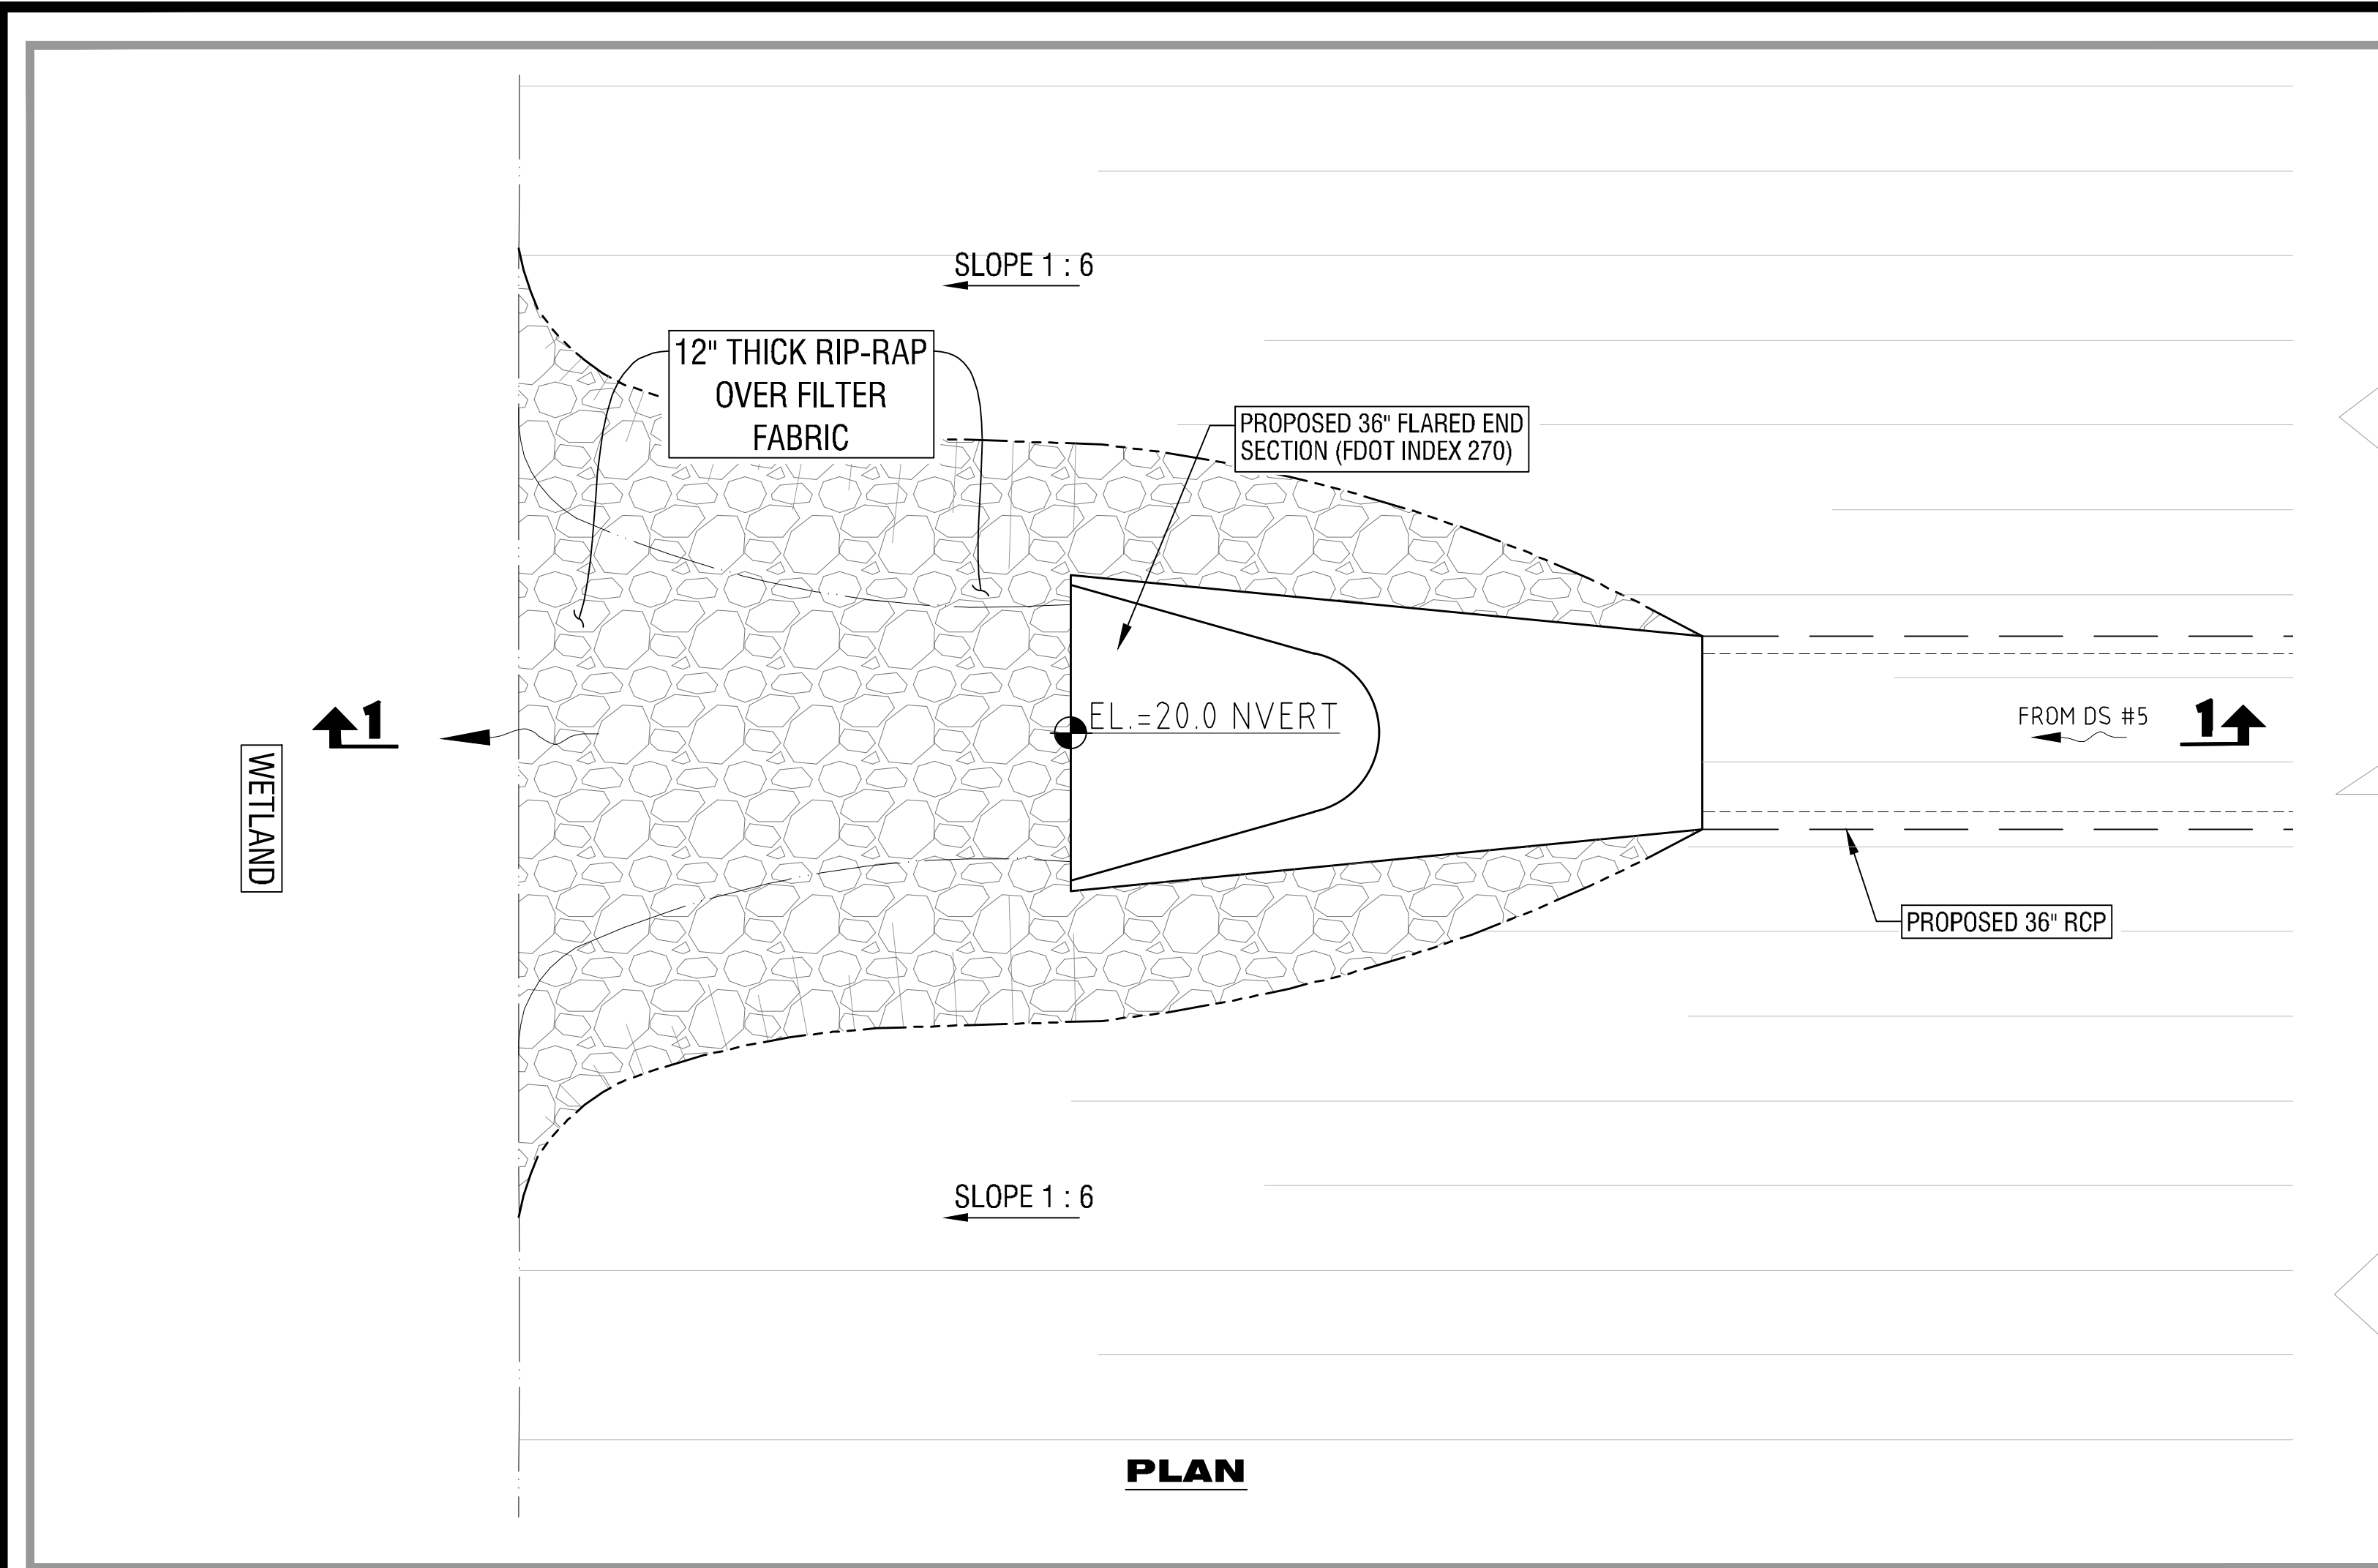 SLOPE 1 : 6
12" THICK RIP-RAP
OVER FILTER
FABRIC
PROPOSED 36" FLARED END
SECTION (FDOT INDEX 270)
EL.=20.0 NVERT
1
WETLAND
FROM DS #5
1
PROPOSED 36" RCP
SLOPE 1 : 6
PLAN